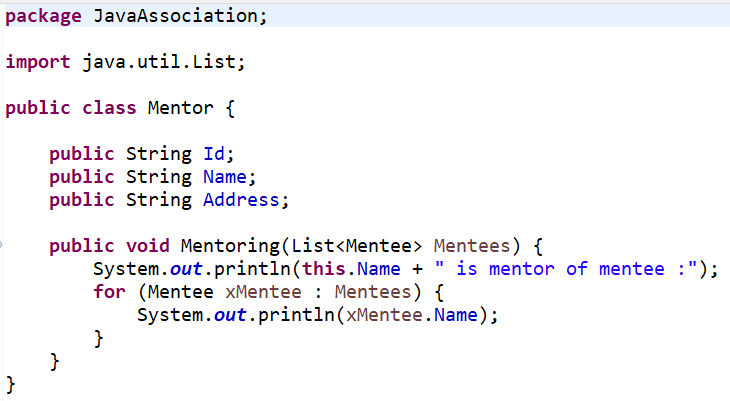 package JavaAssociation;
import java.util.List;
public class Mentor {
public String Id;
public String Name;
public String Address;
public void Mentoring(List<Mentee> Mentees) {
System.out.println(this.Name + " is mentor of mentee :");
for (Mentee xMentee : Mentees) {
System.out.println(xMentee.Name);
}
}
}